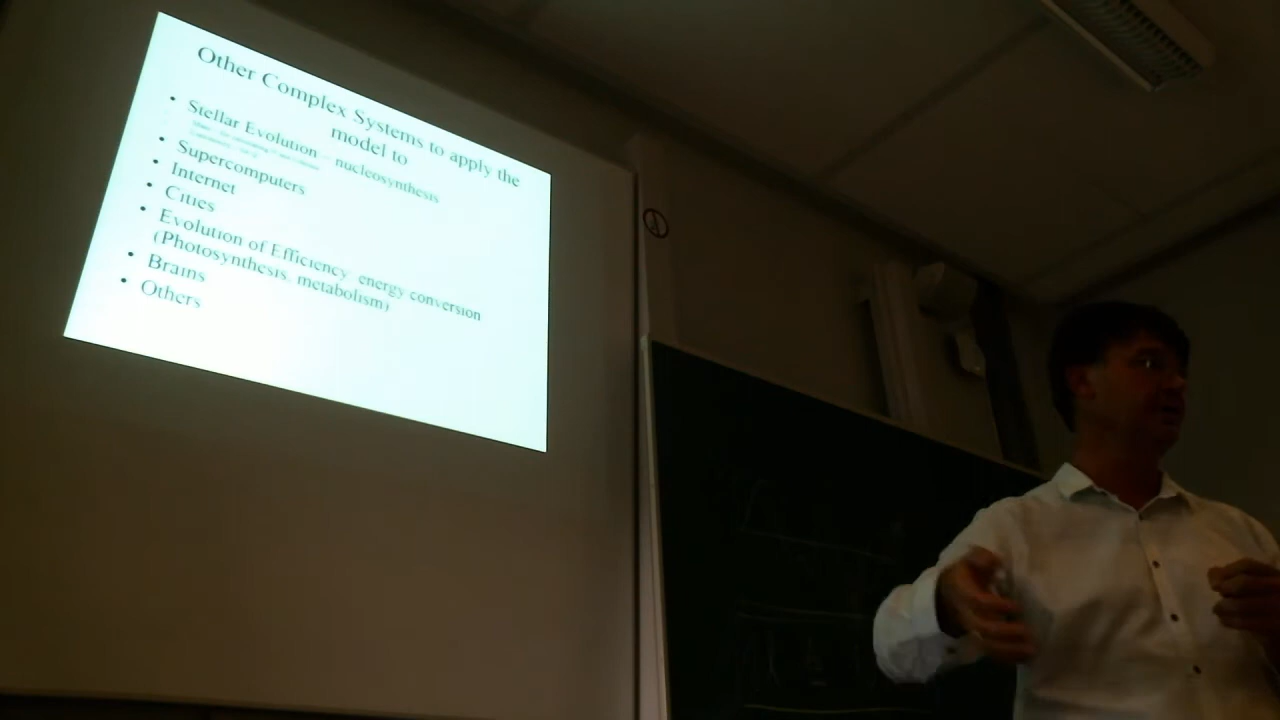 Other Complex Systems to apply the
model to
• Stellar Evolution - nucleosynthesis
• Supercomputers
• Internet
• Cities
• Evolution of Efficiency energy conversion
(Photosynthesis, metabolism)
• Brains
• Others